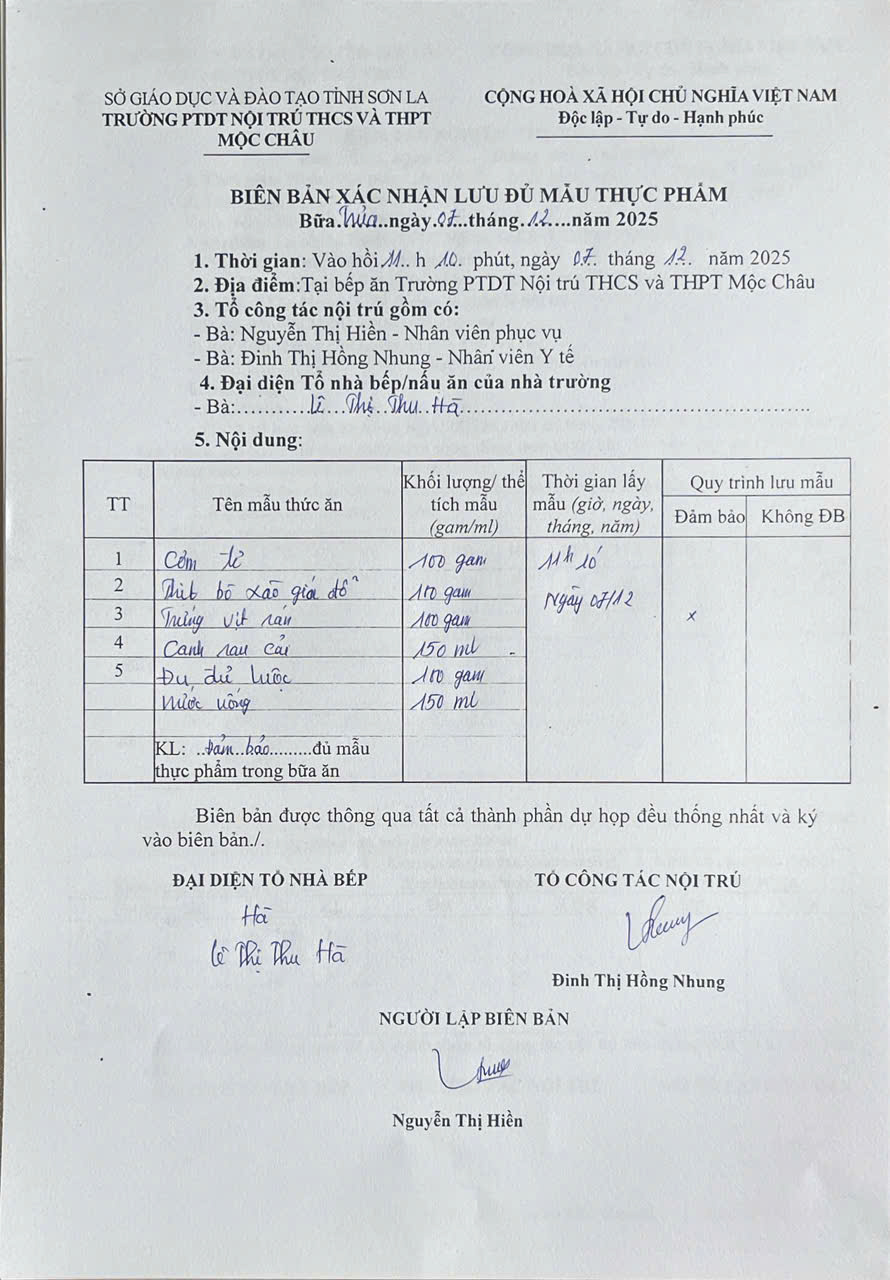 SỞ GIÁO DỤC VÀ ĐÀO TẠO TỈNH SƠN LA
TRƯỜNG PTDT NỘI TRÚ THCS VÀ THPT
MỘC CHÂU
CỘNG HOÀ XÃ HỘI CHỦ NGHĨA VIỆT NAM
Độc lập - Tự do - Hạnh phúc
BIÊN BẢN XÁC NHẬN LƯU ĐỦ MẪU THỰC PHẨM
Bữa.trưa..ngày.07...tháng.12....năm 2025
1. Thời gian: Vào hồi 11.. h 10. phút, ngày 07. tháng 12. năm 2025
2. Địa điểm:Tại bếp ăn Trường PTDT Nội trú THCS và THPT Mộc Châu
3. Tổ công tác nội trú gồm có:
- Bà: Nguyễn Thị Hiền - Nhân viên phục vụ
- Bà: Đinh Thị Hồng Nhung - Nhân viên Y tế
4. Đại diện Tổ nhà bếp/nấu ăn của nhà trường
- Bà:...........Lê...Thị..Thu..Hà..........................................................
5. Nội dung:
TT Tên mẫu thức ăn Khối lượng/ thể tích mẫu (gam/ml) Thời gian lấy mẫu (giờ, ngày, tháng, năm) Quy trình lưu mẫu
Đảm bảo Không ĐB
1 Cơm tẻ 100 gam 11h 10'
2 Thịt bò xào giá đỗ 100 gam Ngày 07/12
3 Trứng vịt rán 100 gam x
4 Canh rau cải 150 ml
5 Đu đủ luộc 100 gam
Nước uống 150 ml
KL: ..Đảm..bảo.........đủ mẫu
thực phẩm trong bữa ăn
Biên bản được thông qua tất cả thành phần dự họp đều thống nhất và ký
vào biên bản./.
ĐẠI DIỆN TỔ NHÀ BẾP
Hà
Lê Thị Thu Hà
TỔ CÔNG TÁC NỘI TRÚ
Nhung
Đinh Thị Hồng Nhung
NGƯỜI LẬP BIÊN BẢN
Nguyễn Thị Hiền